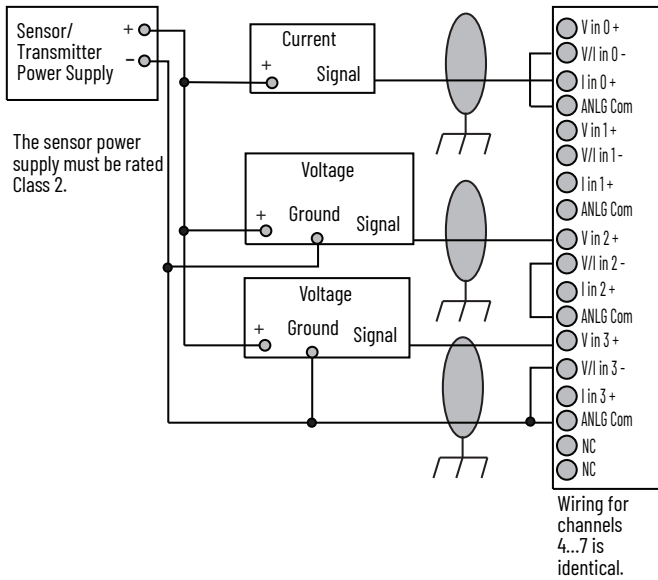 Sensor/
Transmitter
Power Supply
+
−
The sensor power
supply must be rated
Class 2.
Current
+
Signal
Voltage
+
Ground
Signal
Voltage
+
Ground
Signal
V in 0 +
V/I in 0 -
I in 0 +
ANLG Com
V in 1 +
V/I in 1 -
I in 1 +
ANLG Com
V in 2 +
V/I in 2 -
I in 2 +
ANLG Com
V in 3 +
V/I in 3 -
I in 3 +
ANLG Com
NC
NC
Wiring for
channels
4...7 is
identical.